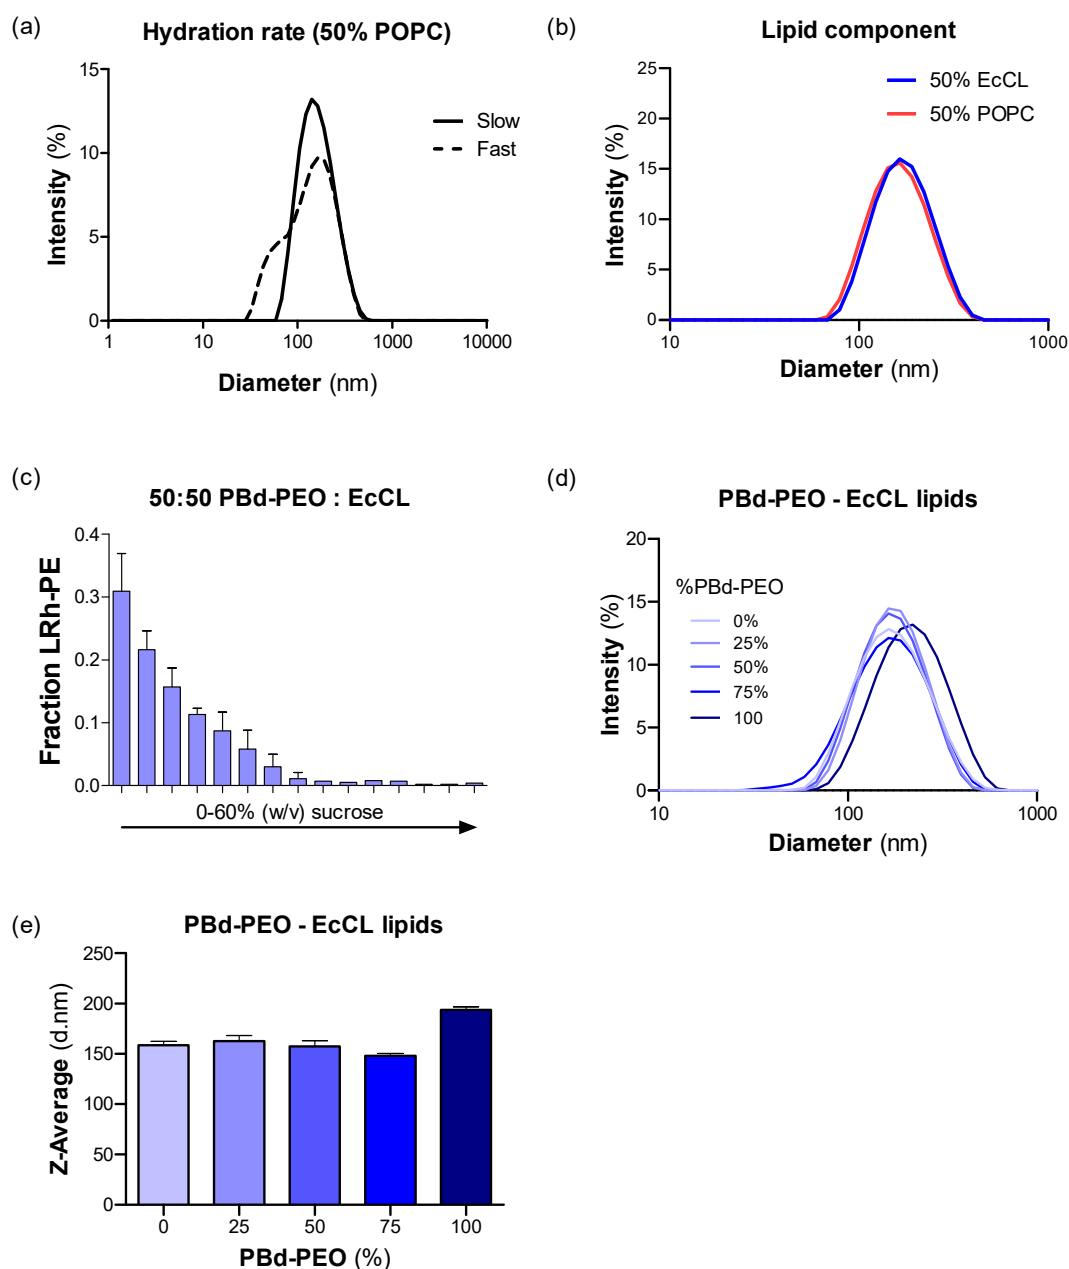 (a)
Hydration rate (50% POPC)
Intensity (%)
15
10
5
0
1
10
100
1000
10000
Diameter (nm)
Slow
Fast
(b)
Lipid component
Intensity (%)
25
20
15
10
5
0
10
100
1000
Diameter (nm)
50% EcCL
50% POPC
(c)
50:50 PBd-PEO : EcCL
Fraction LRh-PE
0.4
0.3
0.2
0.1
0.0
0-60% (w/v) sucrose
(d)
PBd-PEO - EcCL lipids
Intensity (%)
20
15
10
5
0
10
100
1000
Diameter (nm)
%PBd-PEO
0%
25%
50%
75%
100
(e)
PBd-PEO - EcCL lipids
Z-Average (d.nm)
250
200
150
100
50
0
0
25
50
75
100
PBd-PEO (%)